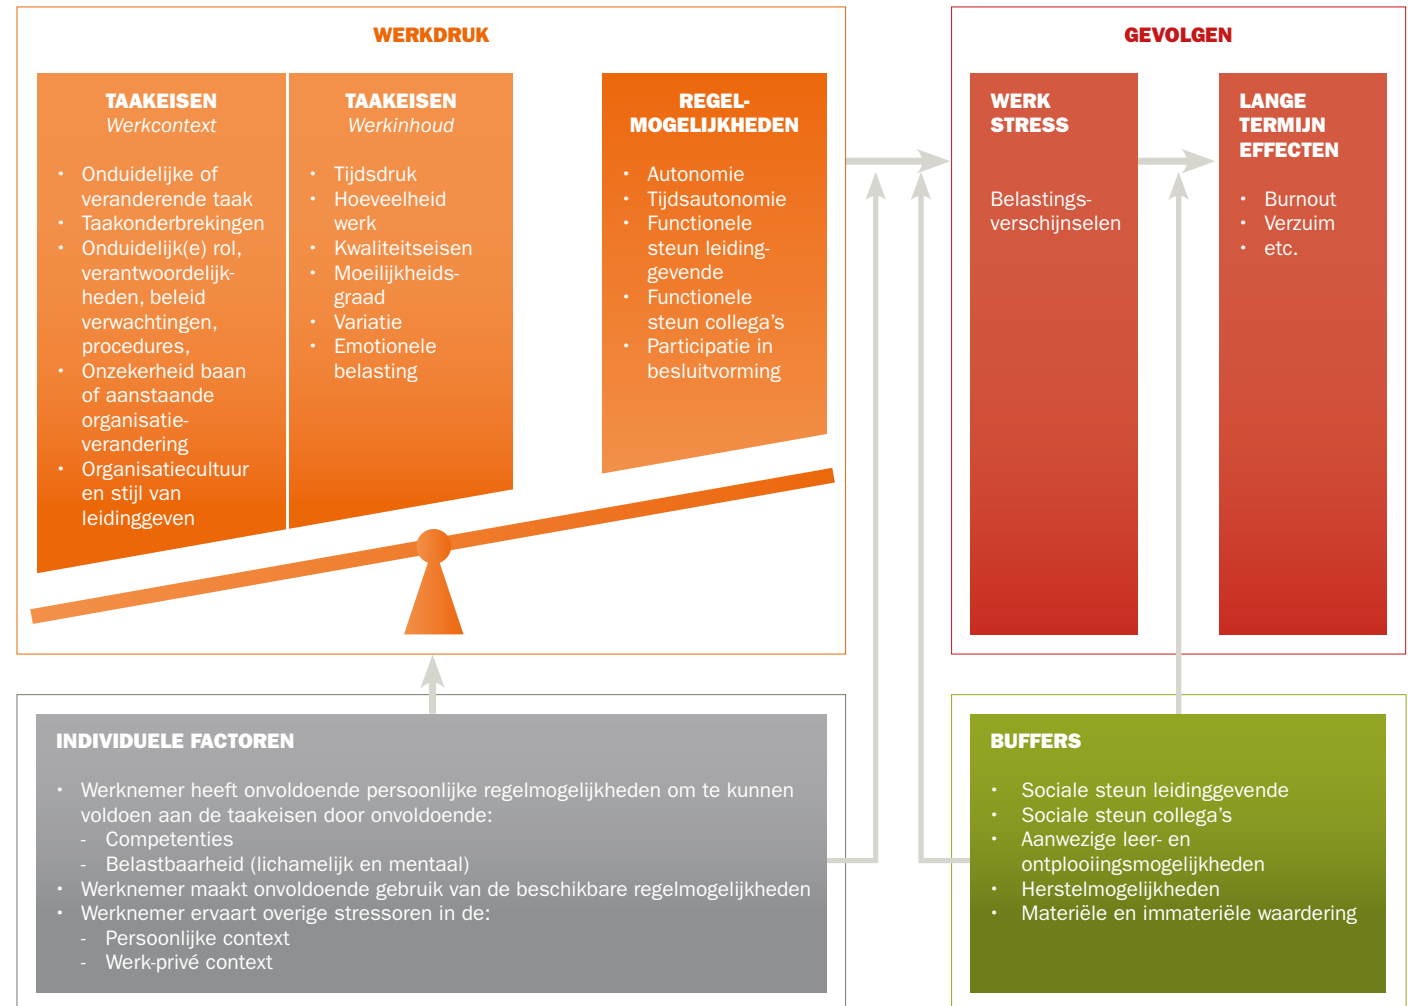 WERKDRUK
TAAKEISEN
Werkcontext
• Onduidelijke of
veranderende taak
• Taakonderbrekingen
• Onduidelijk(e) rol,
verantwoordelijk-
heden, beleid
verwachtingen,
procedures,
• Onzekerheid baan
of aanstaande
organisatie-
verandering
• Organisatiecultuur
en stijl van
leidinggeven
TAAKEISEN
Werkinhoud
• Tijdsdruk
• Hoeveelheid
werk
• Kwaliteitseisen
• Moeilijkheids-
graad
• Variatie
• Emotionele
belasting
REGEL-
MOGELIJKHEDEN
• Autonomie
• Tijdsautonomie
• Functionele
steun leiding-
gevende
• Functionele
steun collega's
• Participatie in
besluitvorming
GEVOLGEN
WERK
STRESS
Belastings-
verschijnselen
LANGE
TERMIJN
EFFECTEN
• Burnout
• Verzuim
• etc.
INDIVIDUELE FACTOREN
• Werknemer heeft onvoldoende persoonlijke regelmogelijkheden om te kunnen
voldoen aan de taakeisen door onvoldoende:
- Competenties
- Belastbaarheid (lichamelijk en mentaal)
• Werknemer maakt onvoldoende gebruik van de beschikbare regelmogelijkheden
• Werknemer ervaart overige stressoren in de:
- Persoonlijke context
- Werk-privé context
BUFFERS
• Sociale steun leidinggevende
• Sociale steun collega's
• Aanwezige leer- en
ontplooiingsmogelijkheden
• Herstelmogelijkheden
• Materiële en immateriële waardering